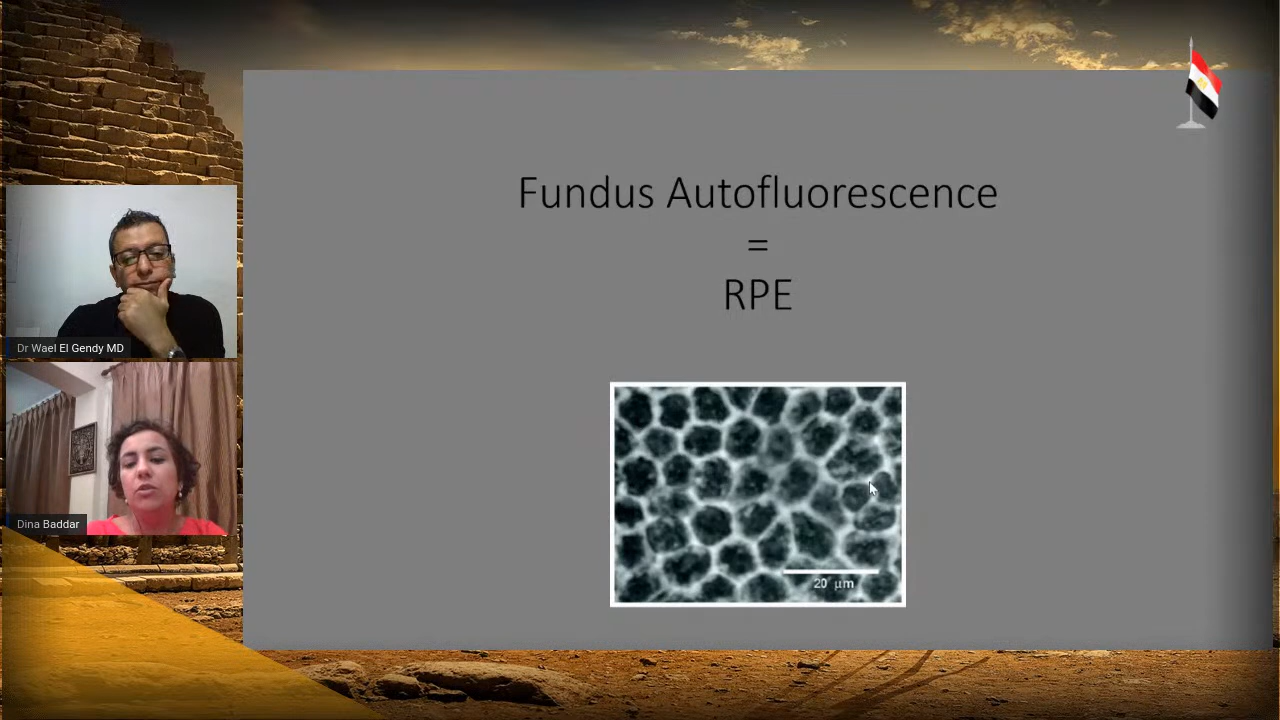 Fundus Autofluorescence
=
RPE
20 µm
Dr Wael El Gendy MD
Dina Baddar